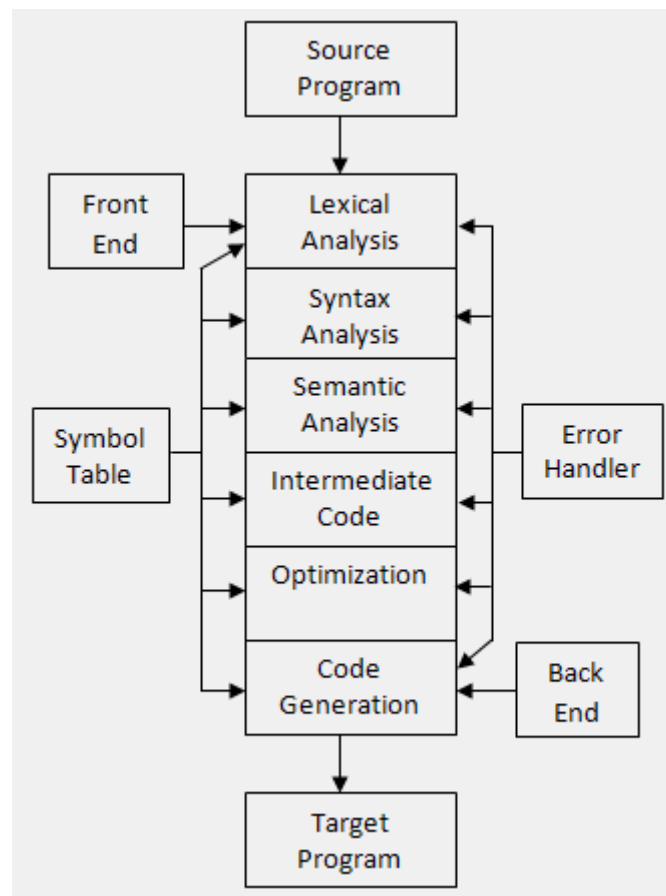 Source
Program
Front
End
Lexical
Analysis
Syntax
Analysis
Semantic
Analysis
Symbol
Table
Error
Handler
Intermediate
Code
Optimization
Code
Generation
Back
End
Target
Program